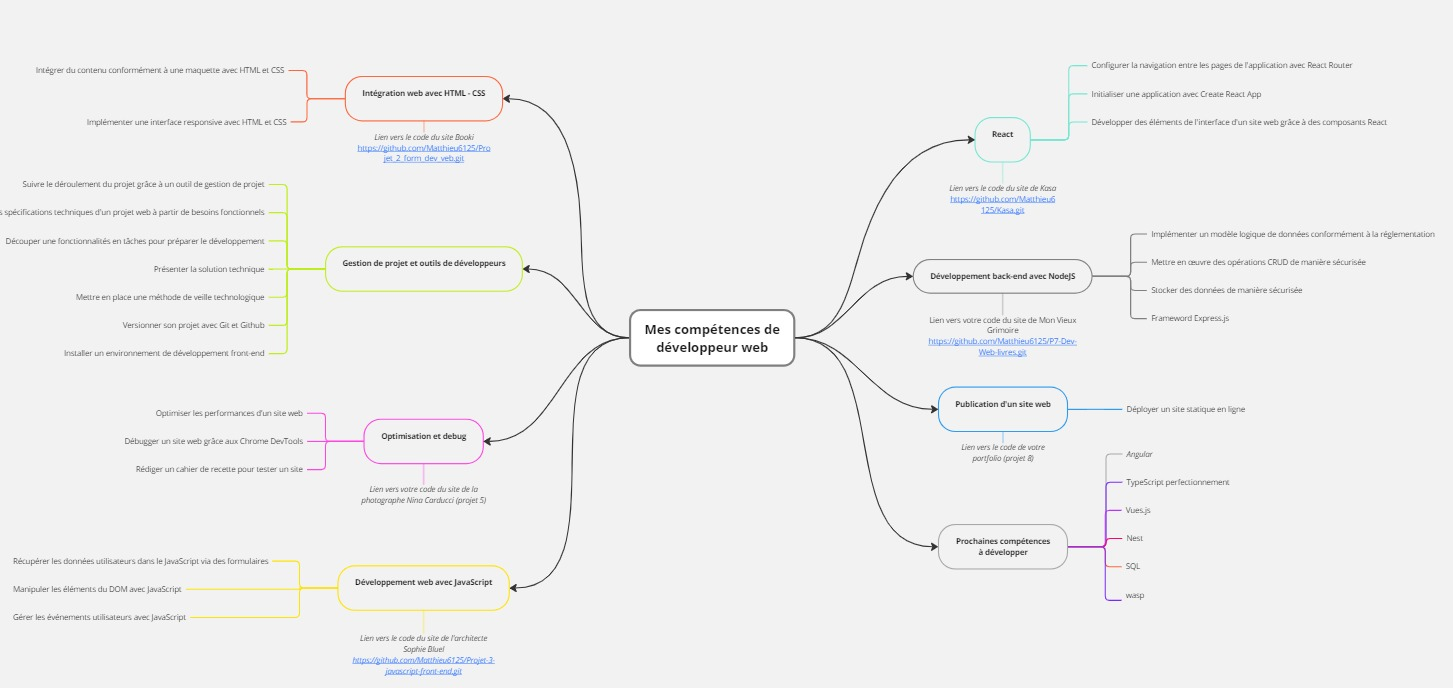 Mes compétences de
développeur web
Intégration web avec HTML - CSS
Intégrer du contenu conformément à une maquette avec HTML et CSS
Implémenter une interface responsive avec HTML et CSS
Lien vers le code du site Booki
https://github.com/Matthieu6125/Pro
jet_2_form_dev_veb.git
Gestion de projet et outils de développeurs
Suivre le déroulement du projet grâce à un outil de gestion de projet
spécifications techniques d'un projet web à partir de besoins fonctionnels
Découper une fonctionnalités en tâches pour préparer le développement
Présenter la solution technique
Mettre en place une méthode de veille technologique
Versionner son projet avec Git et Github
Installer un environnement de développement front-end
Optimisation et debug
Optimiser les performances d'un site web
Débugger un site web grâce aux Chrome DevTools
Rédiger un cahier de recette pour tester un site
Lien vers votre code du site de la
photographe Nina Carducci (projet 5)
Développement web avec JavaScript
Récupérer les données utilisateurs dans le JavaScript via des formulaires
Manipuler les éléments du DOM avec JavaScript
Gérer les événements utilisateurs avec JavaScript
Lien vers le code du site de l'architecte
Sophie Bluel
https://github.com/Matthieu6125/Projet-3-
javascript-front-end.git
React
Configurer la navigation entre les pages de l'application avec React Router
Initialiser une application avec Create React App
Développer des éléments de l'interface d'un site web grâce à des composants React
Lien vers le code du site de Kasa
https://github.com/Matthieu6
125/Kasa.git
Développement back-end avec NodeJS
Implémenter un modèle logique de données conformément à la réglementation
Mettre en œuvre des opérations CRUD de manière sécurisée
Stocker des données de manière sécurisée
Frameword Express.js
Lien vers votre code du site de Mon Vieux
Grimoire
https://github.com/Matthieu6125/P7-Dev-
Web-livres.git
Publication d'un site web
Déployer un site statique en ligne
Lien vers le code de votre
portfolio (projet 8)
Prochaines compétences
à développer
Angular
TypeScript perfectionnement
Vues.js
Nest
SQL
wasp